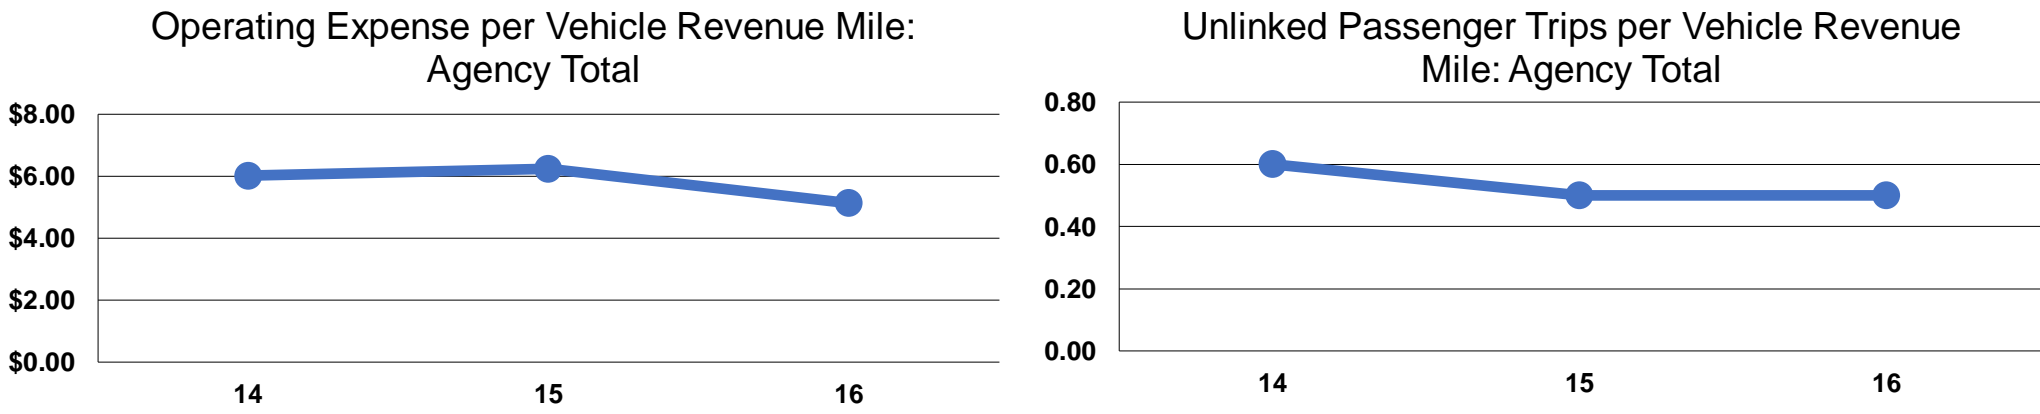 Operating Expense per Vehicle Revenue Mile:
Agency Total
$8.00
$6.00
$4.00
$2.00
$0.00
14 15 16
Unlinked Passenger Trips per Vehicle Revenue
Mile: Agency Total
0.80
0.60
0.40
0.20
0.00
14 15 16